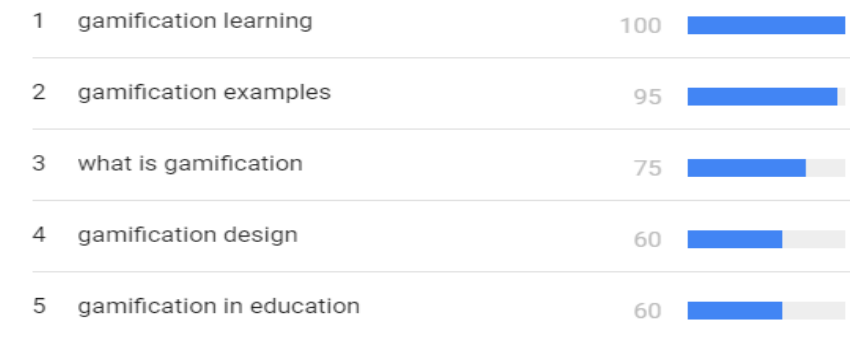 1 gamification learning 100
2 gamification examples 95
3 what is gamification 75
4 gamification design 60
5 gamification in education 60